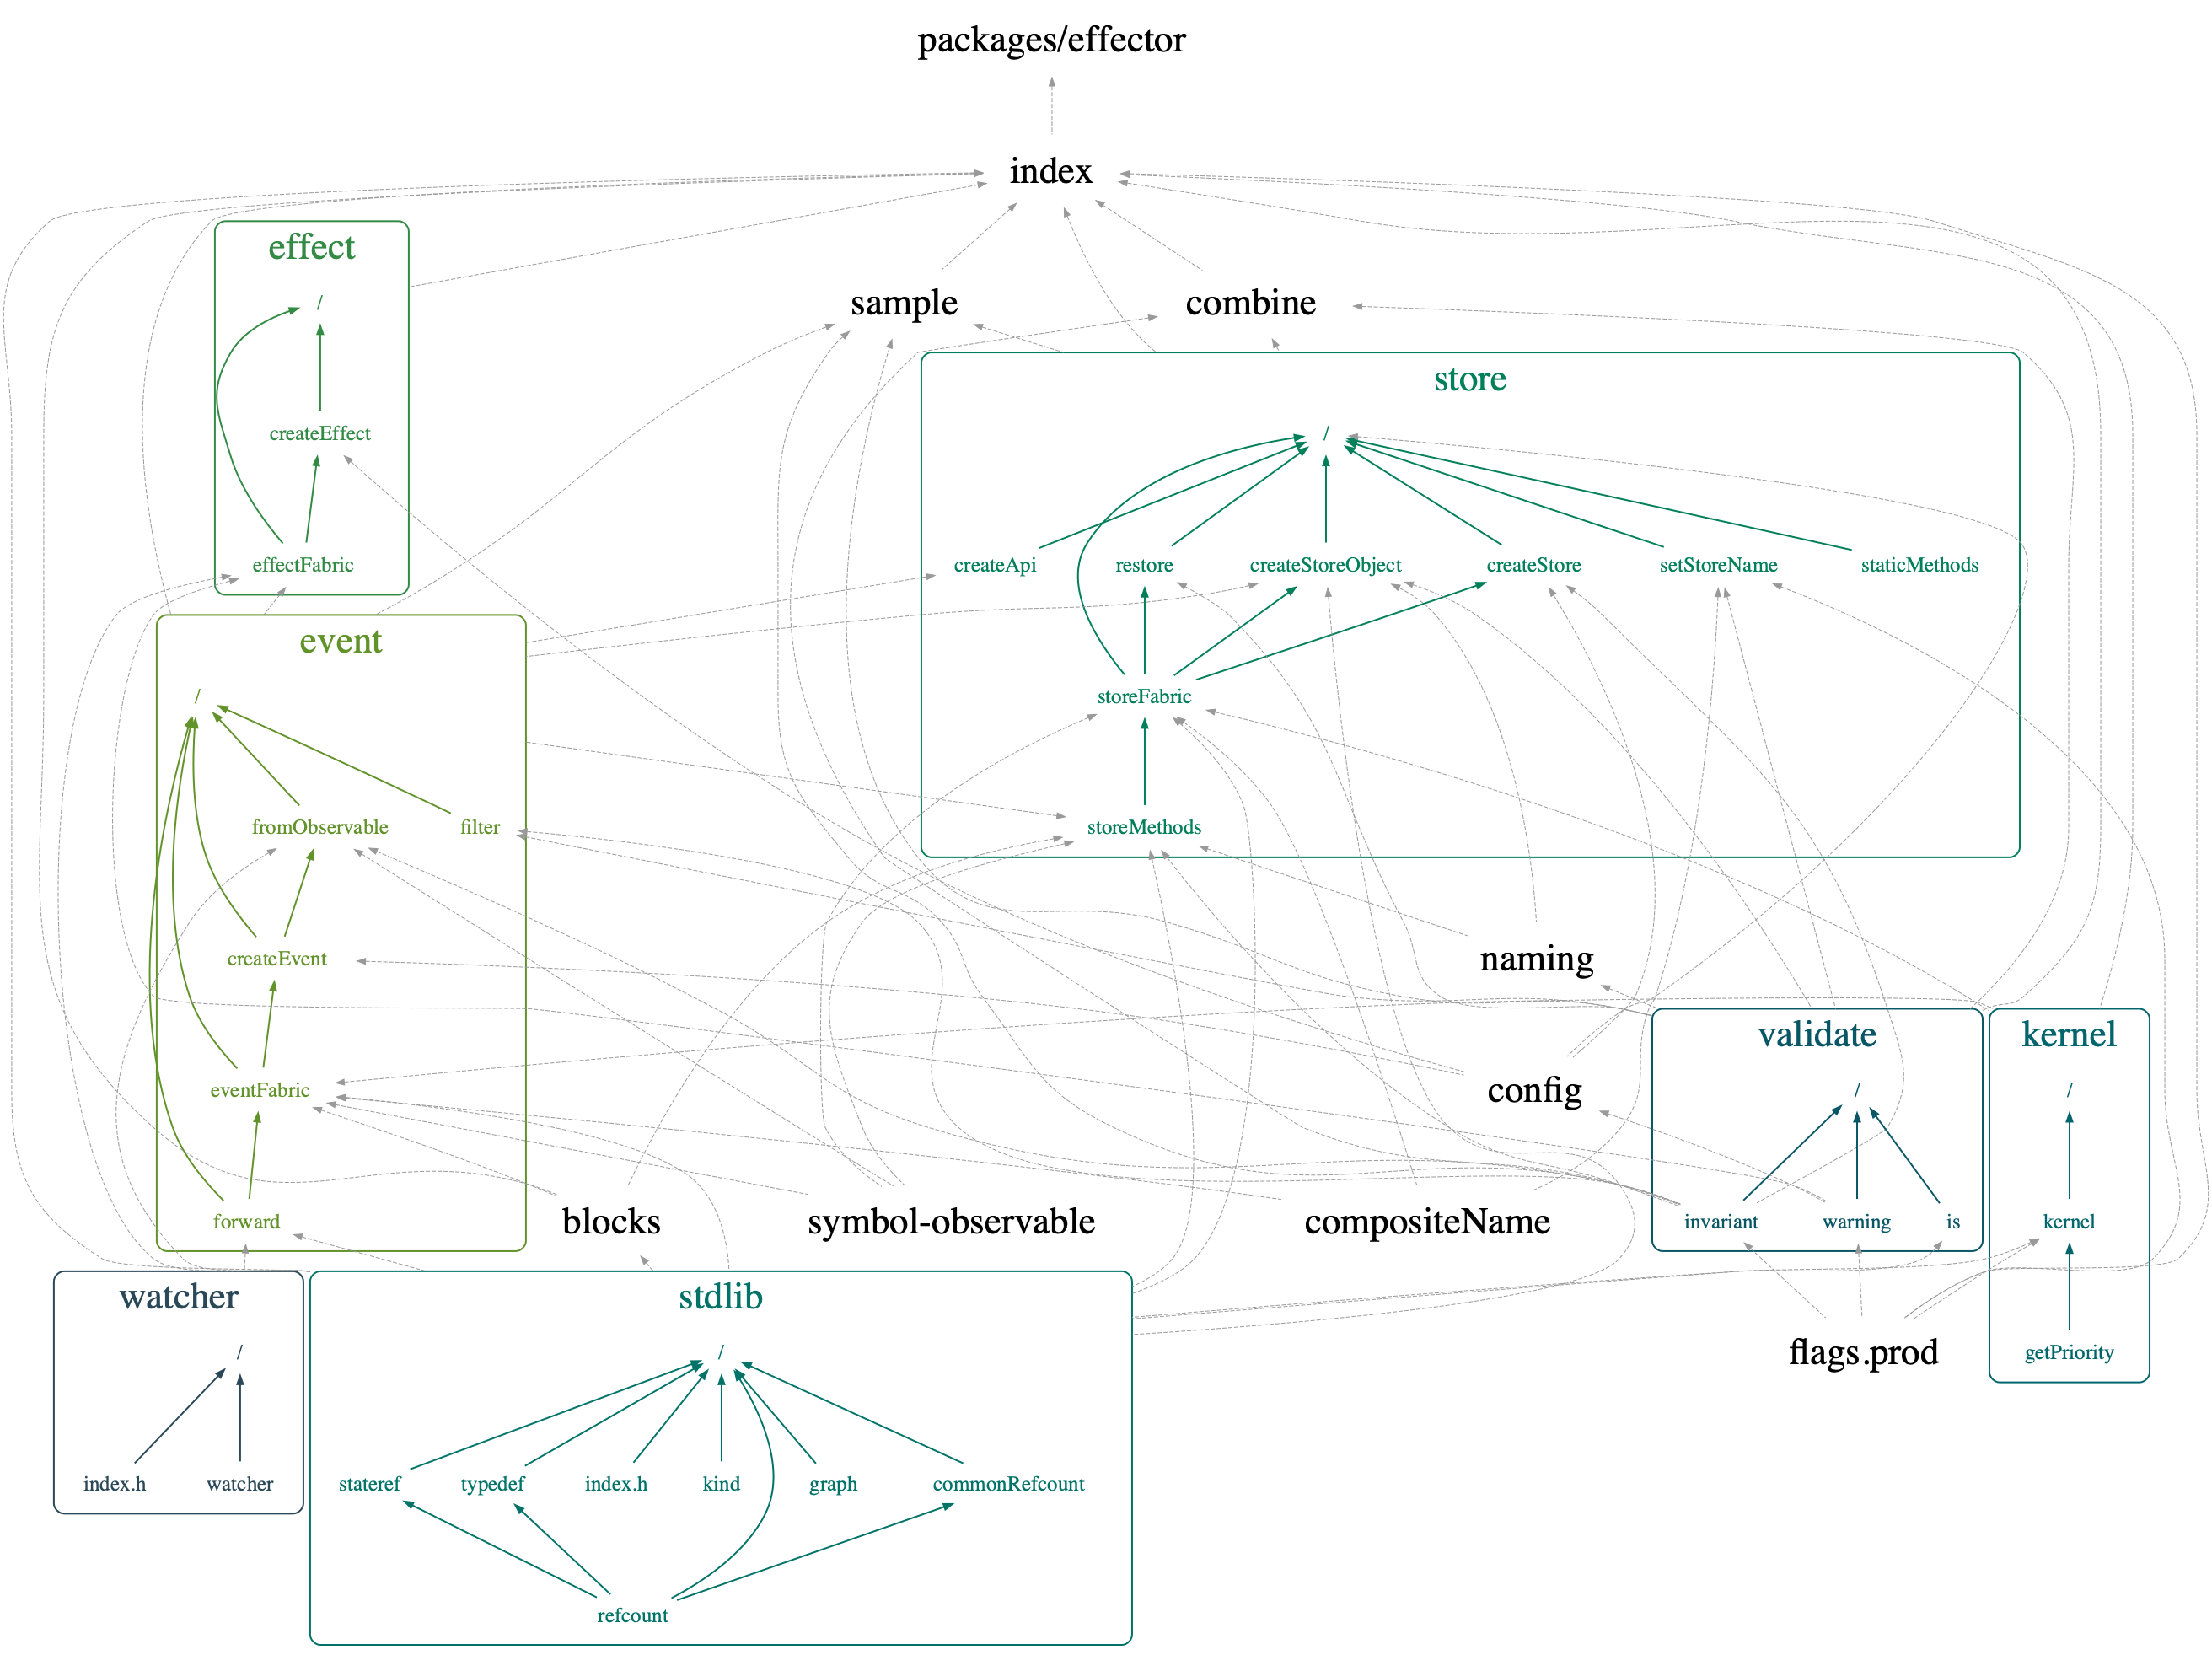 packages/effector
index
effect
/
sample
combine
store
createEffect
/
effectFabric
createApi
restore
createStoreObject
createStore
setStoreName
staticMethods
event
/
storeFabric
fromObservable
filter
storeMethods
createEvent
naming
validate
kernel
eventFabric
config
/
/
forward
blocks
symbol-observable
compositeName
invariant
warning
is
kernel
watcher
stdlib
/
/
flags.prod
getPriority
index.h
watcher
stateref
typedef
index.h
kind
graph
commonRefcount
refcount